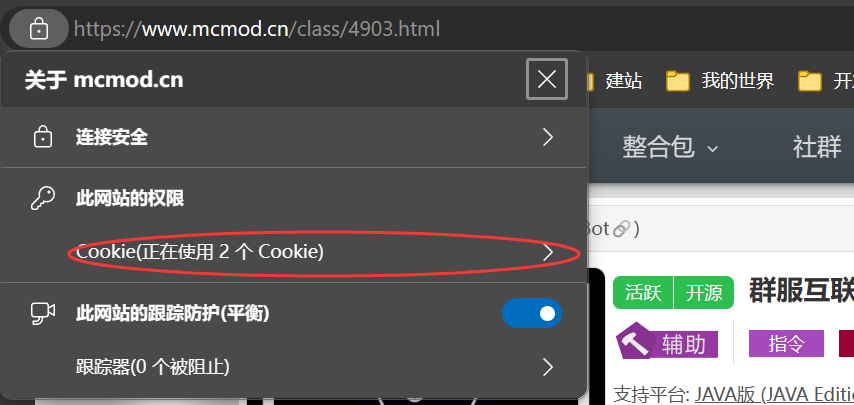 https://www.mcmod.cn/class/4903.html
关于 mcmod.cn
建站
我的世界
连接安全
整合包
社群
此网站的权限
Cookie(正在使用 2 个 Cookie)
此网站的跟踪防护(平衡)
活跃
开源
群服互联
辅助
指令
跟踪器(0 个被阻止)
支持平台: JAVA版 (JAVA Editi